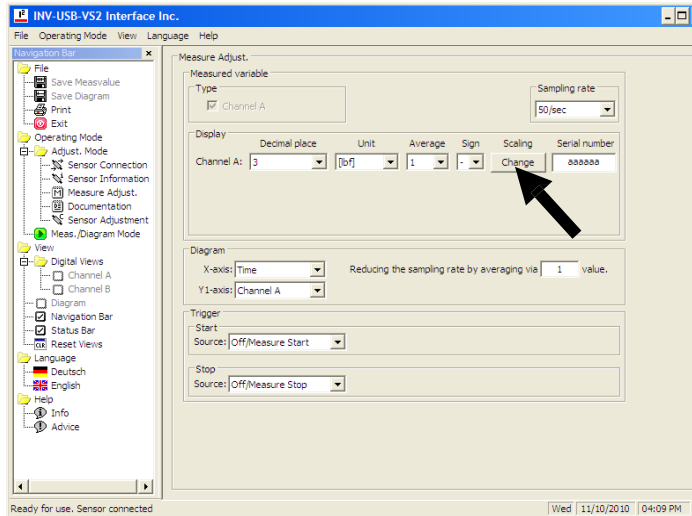 INV-USB-VS2 Interface Inc.
File Operating Mode View Language Help
Navigation Bar
File
Save Measvalue
Save Diagram
Print
Exit
Operating Mode
Adjust. Mode
Sensor Connection
Sensor Information
Measure Adjust.
Documentation
Sensor Adjustment
Meas./Diagram Mode
View
Digital Views
Channel A
Channel B
Diagram
Navigation Bar
Status Bar
CLR Reset Views
Language
Deutsch
English
Help
Info
Advice
Measure Adjust.
Measured variable
Type
Channel A
Sampling rate
50/sec
Display
Decimal place Unit Average Sign Scaling Serial number
Channel A: 3 [lbf] 1 - Change aaaaaa
Diagram
X-axis: Time Reducing the sampling rate by averaging via 1 value.
Y1-axis: Channel A
Trigger
Start
Source: Off/Measure Start
Stop
Source: Off/Measure Stop
Ready for use. Sensor connected Wed 11/10/2010 04:09 PM